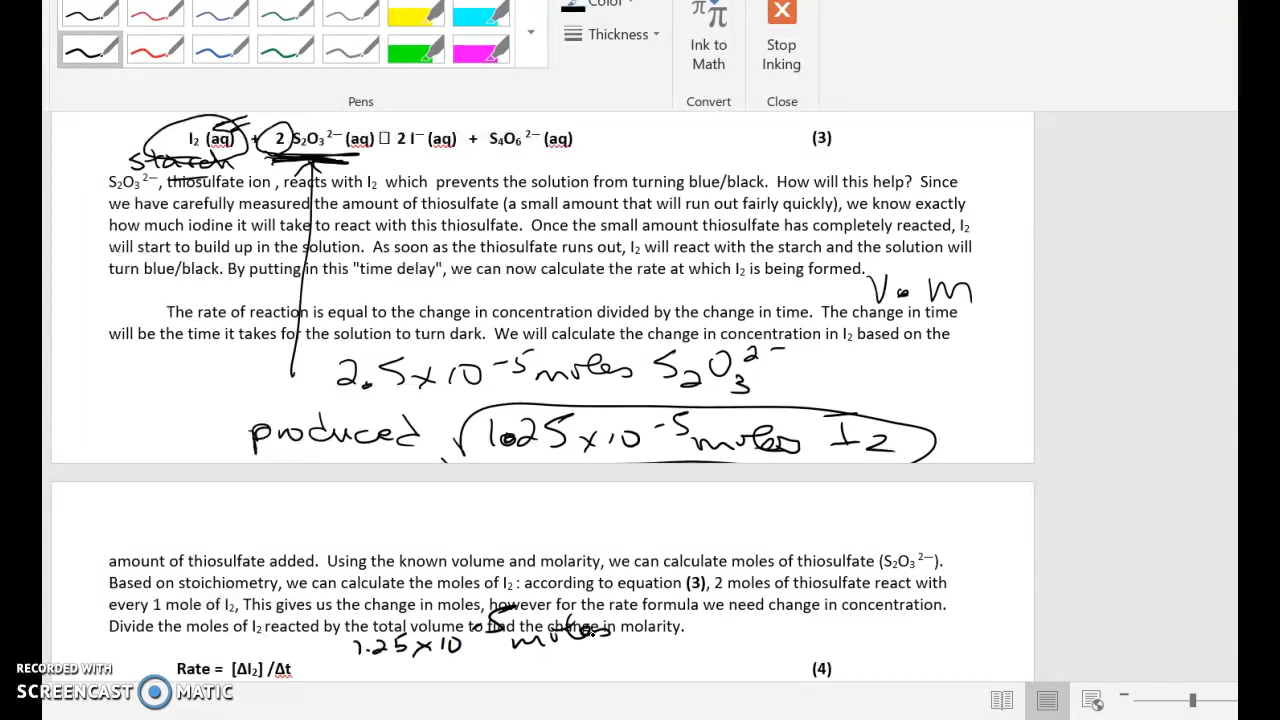 Color
Thickness
Ink to Math
Stop Inking
Pens
Convert
Close
I₂ (aq) + 2 S₂O₃²⁻ (aq) □ 2 I⁻ (aq) + S₄O₆²⁻ (aq) (3)
starch
S₂O₃²⁻, thiosulfate ion , reacts with I₂ which prevents the solution from turning blue/black. How will this help? Since
we have carefully measured the amount of thiosulfate (a small amount that will run out fairly quickly), we know exactly
how much iodine it will take to react with this thiosulfate. Once the small amount thiosulfate has completely reacted, I₂
will start to build up in the solution. As soon as the thiosulfate runs out, I₂ will react with the starch and the solution will
turn blue/black. By putting in this "time delay", we can now calculate the rate at which I₂ is being formed.
V • M
The rate of reaction is equal to the change in concentration divided by the change in time. The change in time
will be the time it takes for the solution to turn dark. We will calculate the change in concentration in I₂ based on the
2.5 x 10⁻⁵ moles S₂O₃²⁻
produced 1.25 x 10⁻⁵ moles I₂
amount of thiosulfate added. Using the known volume and molarity, we can calculate moles of thiosulfate (S₂O₃²⁻).
Based on stoichiometry, we can calculate the moles of I₂ : according to equation (3), 2 moles of thiosulfate react with
every 1 mole of I₂, This gives us the change in moles, however for the rate formula we need change in concentration.
Divide the moles of I₂ reacted by the total volume to find the change in molarity.
1.25 x 10⁻⁵ moles
Rate = [ΔI₂] /Δt (4)
RECORDED WITH
SCREENCAST MATIC